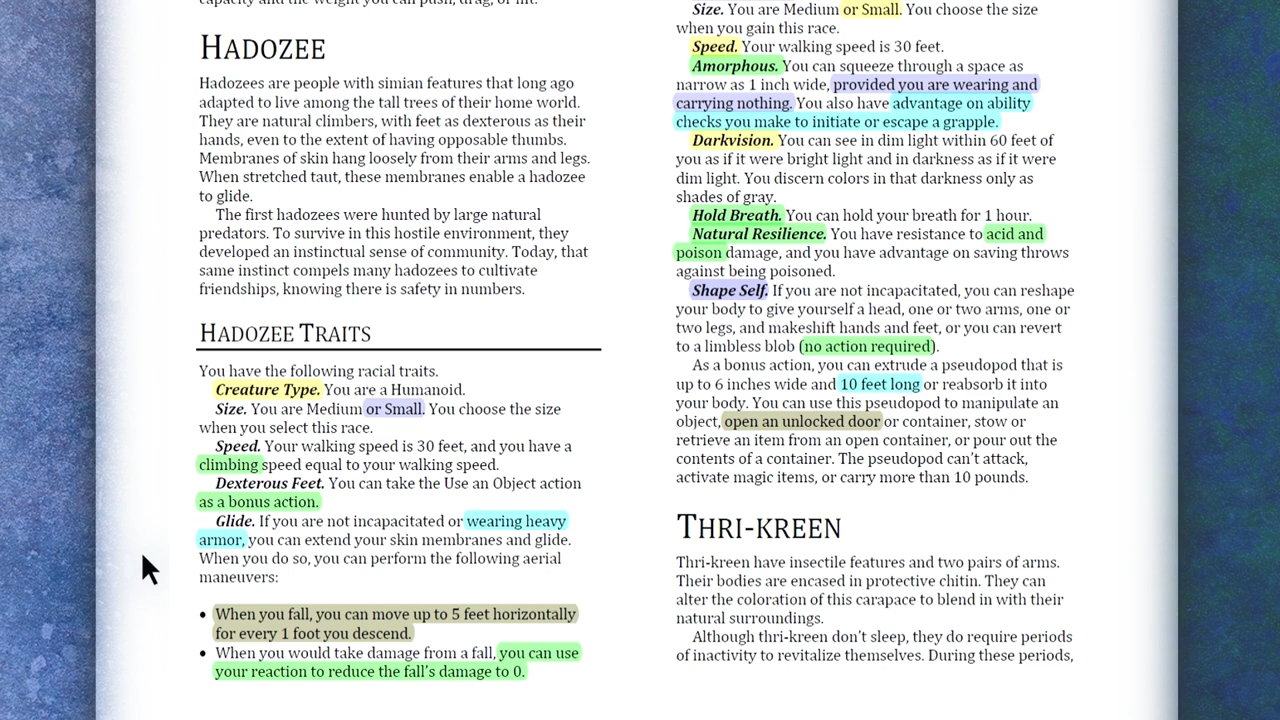 capacity and the weight you can push, drag, or lift.
HADOZEE
Hadozees are people with simian features that long ago
adapted to live among the tall trees of their home world.
They are natural climbers, with feet as dexterous as their
hands, even to the extent of having opposable thumbs.
Membranes of skin hang loosely from their arms and legs.
When stretched taut, these membranes enable a hadozee
to glide.
The first hadozees were hunted by large natural
predators. To survive in this hostile environment, they
developed an instinctual sense of community. Today, that
same instinct compels many hadozees to cultivate
friendships, knowing there is safety in numbers.
HADOZEE TRAITS
You have the following racial traits.
Creature Type. You are a Humanoid.
Size. You are Medium or Small. You choose the size
when you select this race.
Speed. Your walking speed is 30 feet, and you have a
climbing speed equal to your walking speed.
Dexterous Feet. You can take the Use an Object action
as a bonus action.
Glide. If you are not incapacitated or wearing heavy
armor, you can extend your skin membranes and glide.
When you do so, you can perform the following aerial
maneuvers:
• When you fall, you can move up to 5 feet horizontally
for every 1 foot you descend.
• When you would take damage from a fall, you can use
your reaction to reduce the fall's damage to 0.
Size. You are Medium or Small. You choose the size
when you gain this race.
Speed. Your walking speed is 30 feet.
Amorphous. You can squeeze through a space as
narrow as 1 inch wide, provided you are wearing and
carrying nothing. You also have advantage on ability
checks you make to initiate or escape a grapple.
Darkvision. You can see in dim light within 60 feet of
you as if it were bright light and in darkness as if it were
dim light. You discern colors in that darkness only as
shades of gray.
Hold Breath. You can hold your breath for 1 hour.
Natural Resilience. You have resistance to acid and
poison damage, and you have advantage on saving throws
against being poisoned.
Shape Self. If you are not incapacitated, you can reshape
your body to give yourself a head, one or two arms, one or
two legs, and makeshift hands and feet, or you can revert
to a limbless blob (no action required).
As a bonus action, you can extrude a pseudopod that is
up to 6 inches wide and 10 feet long or reabsorb it into
your body. You can use this pseudopod to manipulate an
object, open an unlocked door or container, stow or
retrieve an item from an open container, or pour out the
contents of a container. The pseudopod can't attack,
activate magic items, or carry more than 10 pounds.
THRI-KREEN
Thri-kreen have insectile features and two pairs of arms.
Their bodies are encased in protective chitin. They can
alter the coloration of this carapace to blend in with their
natural surroundings.
Although thri-kreen don't sleep, they do require periods
of inactivity to revitalize themselves. During these periods,